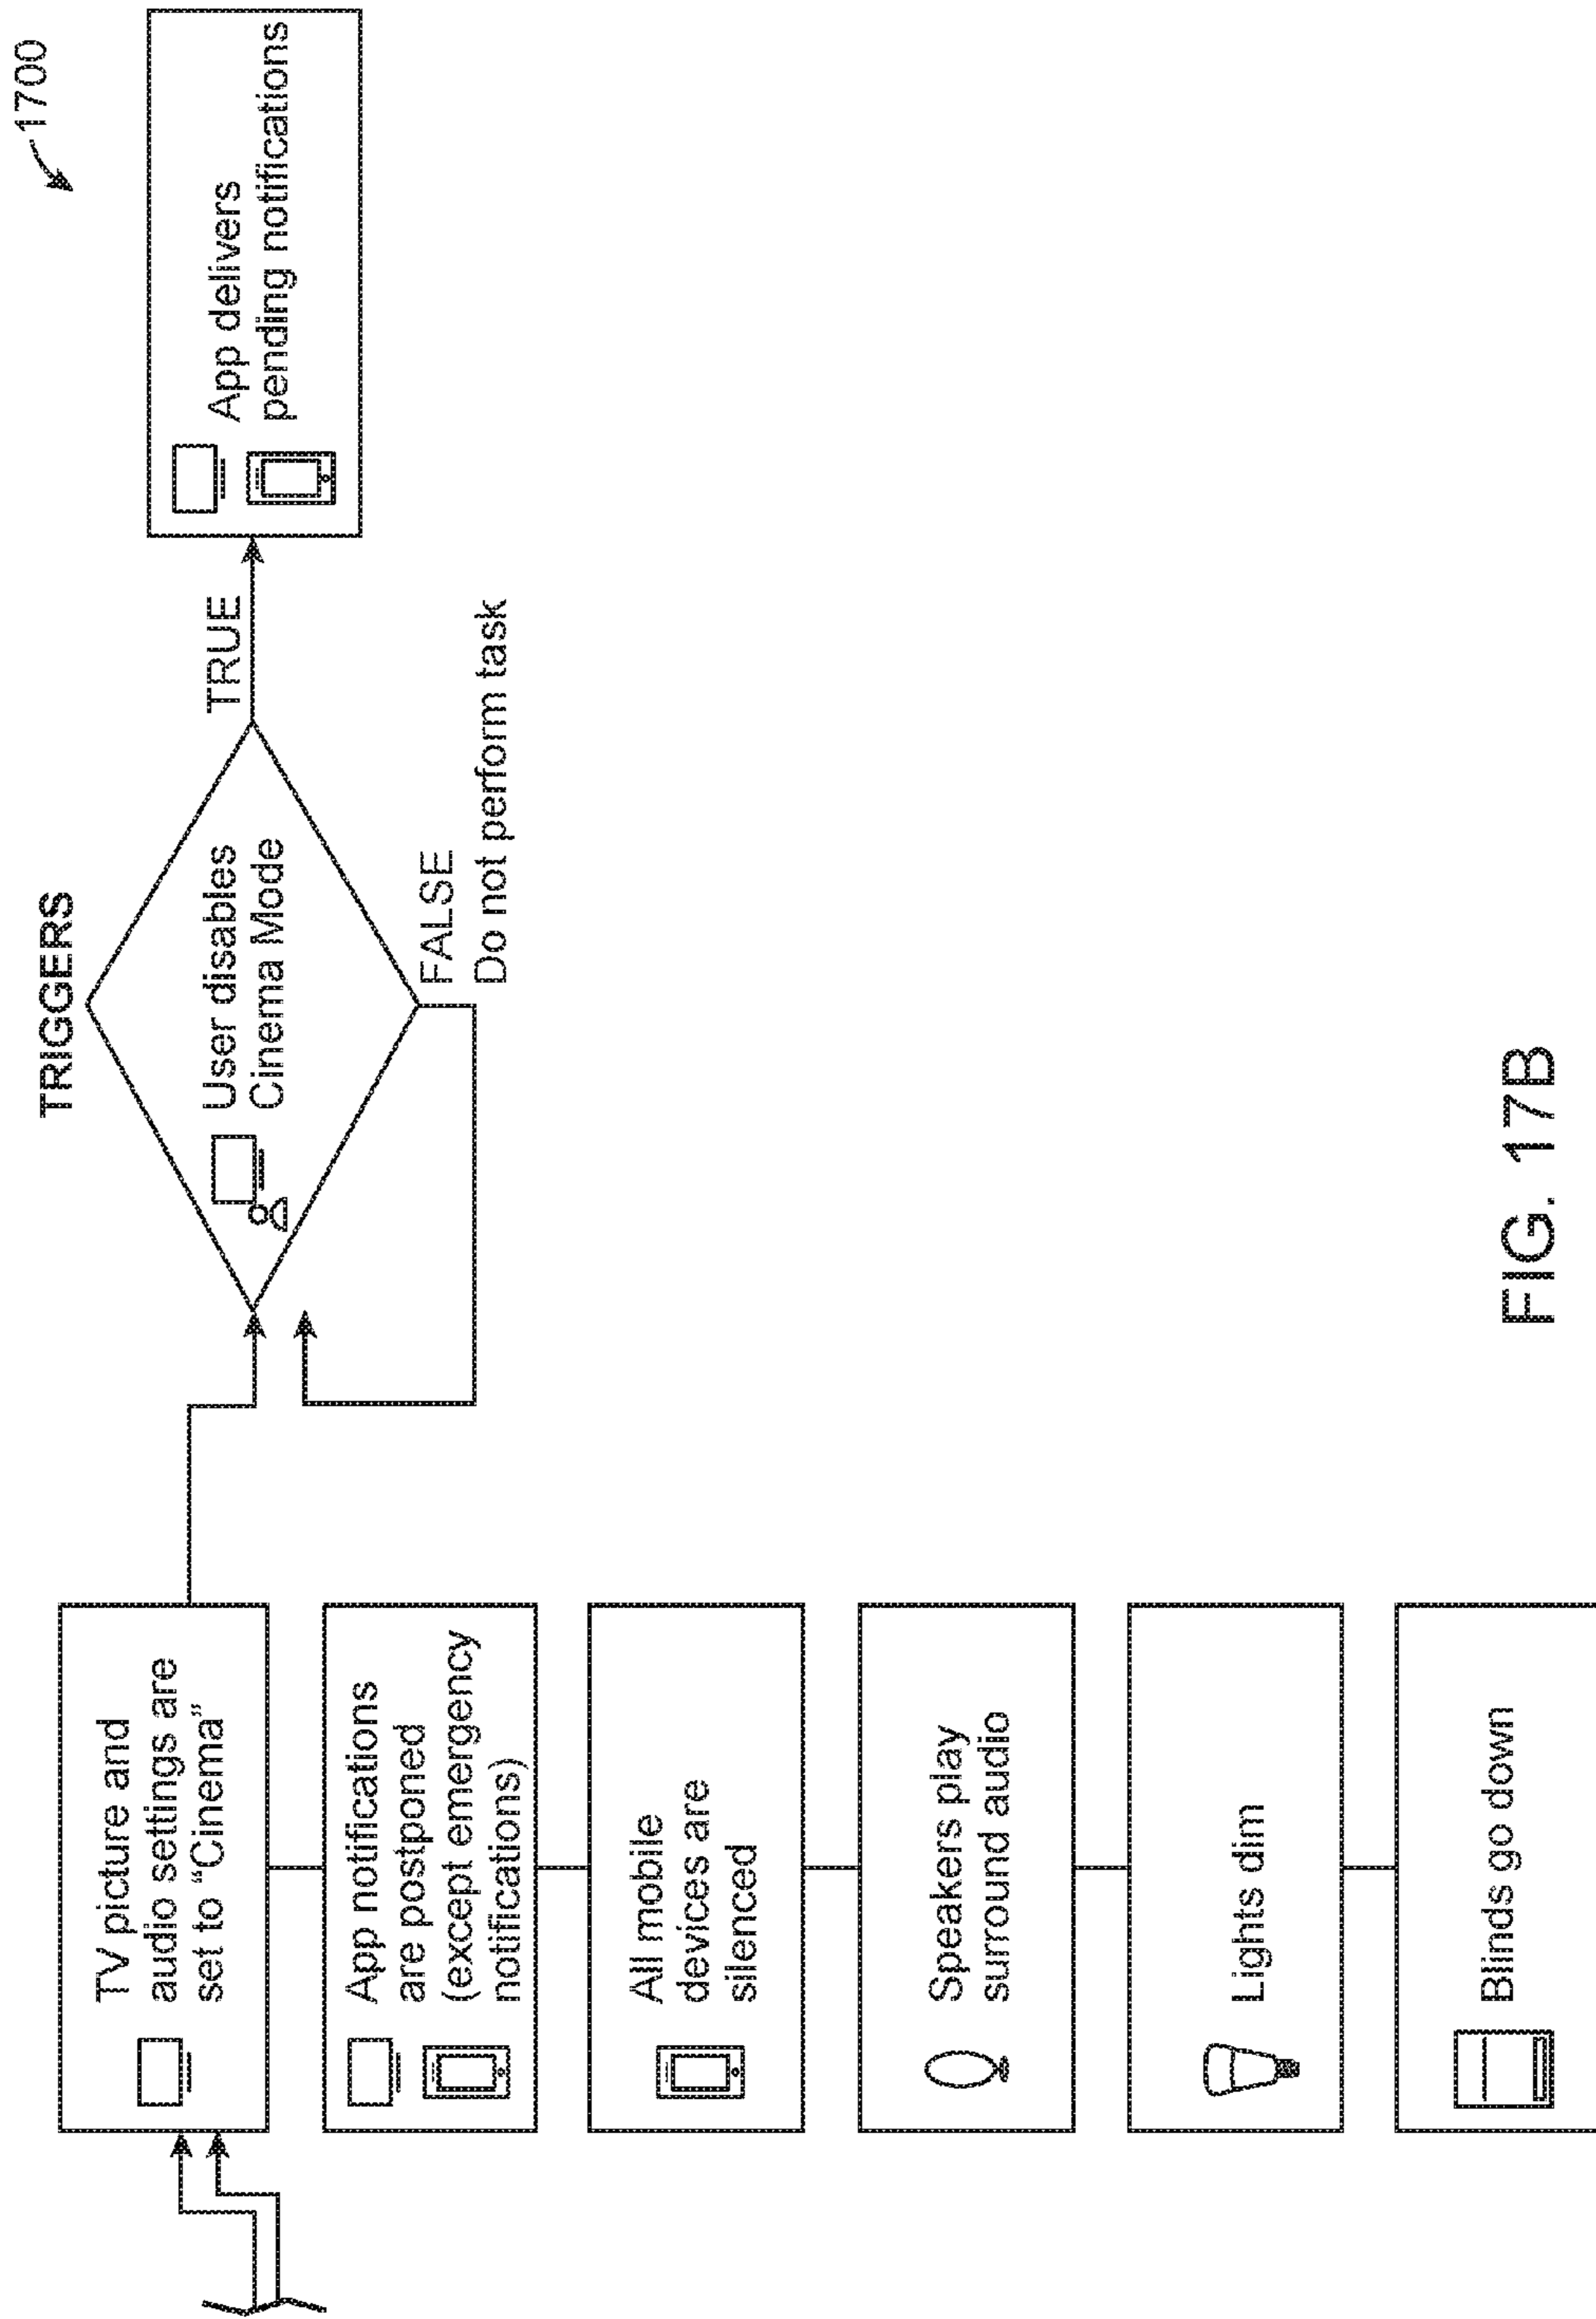 1700
TV picture and
audio settings are
set to “Cinema”
App notifications
are postponed
(except emergency
notifications)
All mobile
devices are
silenced
Speakers play
surround audio
Lights dim
Blinds go down
TRIGGERS
User disables
Cinema Mode
TRUE
FALSE
Do not perform task
App delivers
pending notifications
FIG. 17B